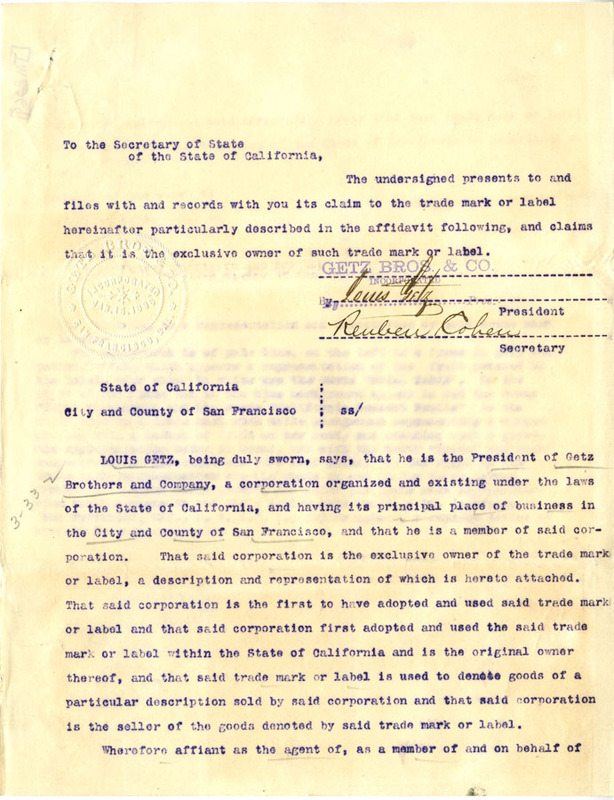 To the Secretary of State
of the State of California,
The undersigned presents to and
files with and records with you its claim to the trade mark or label
hereinafter particularly described in the affidavit following, and claims
that it is the exclusive owner of such trade mark or label.
GETZ BROS. & CO.
INCORPORATED
By Louis Getz
President
Reuben Cohen
Secretary
State of California
City and County of San Francisco ss/
LOUIS GETZ, being duly sworn, says, that he is the President of Getz
Brothers and Company, a corporation organized and existing under the laws
of the State of California, and having its principal place of business in
the City and County of San Francisco, and that he is a member of said cor-
poration. That said corporation is the exclusive owner of the trade mark
or label, a description and representation of which is hereto attached.
That said corporation is the first to have adopted and used said trade mark
or label and that said corporation first adopted and used the said trade
mark or label within the State of California and is the original owner
thereof, and that said trade mark or label is used to denote goods of a
particular description sold by said corporation and that said corporation
is the seller of the goods denoted by said trade mark or label.
Wherefore affiant as the agent of, as a member of and on behalf of
3-33